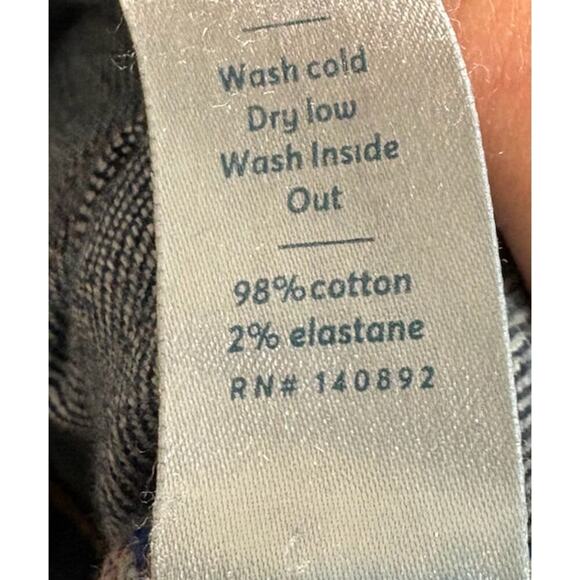 Wash cold
Dry low
Wash Inside
Out
98% cotton
2% elastane
RN# 140892